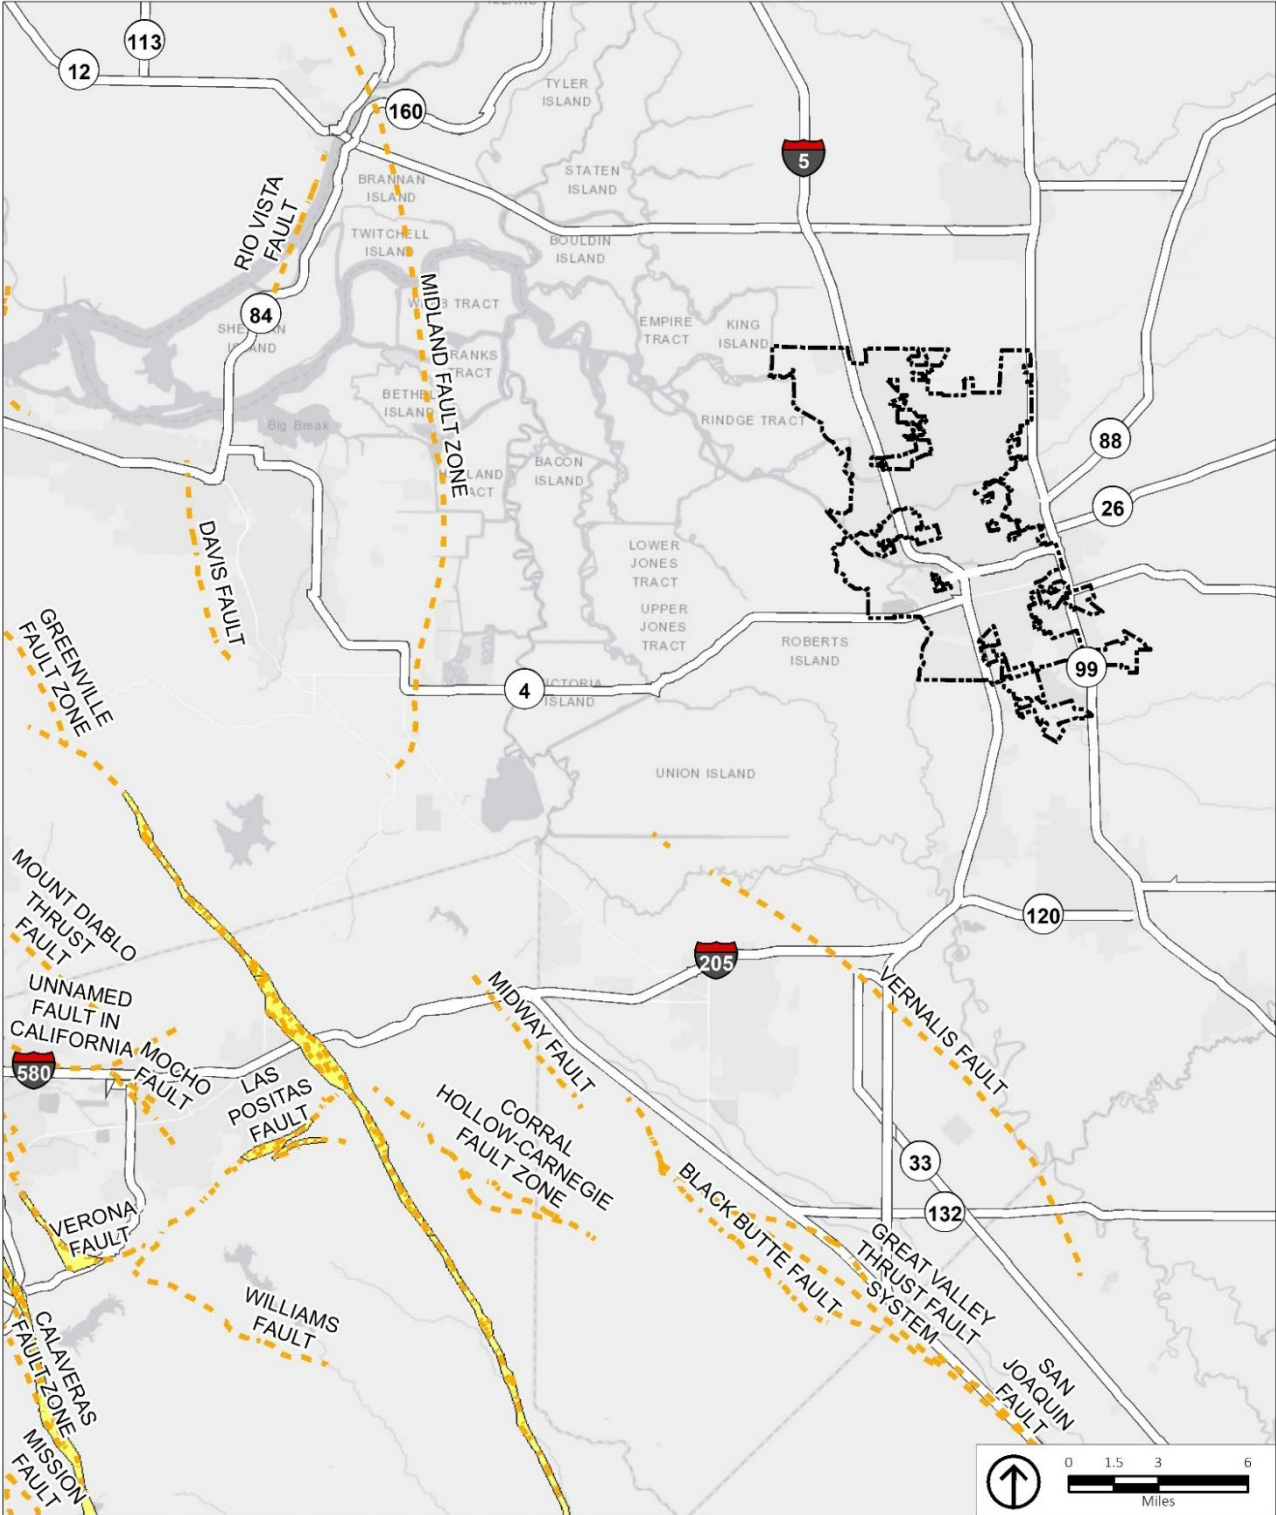 ISLAND
113
12
TYLER
ISLAND
160
5
STATEN
ISLAND
BRANNAN
ISLAND
RIO VISTA
FAULT
TWITCHELL
ISLAND
BOULDIN
ISLAND
MIDLAND FAULT ZONE
TRACT
84
EMPIRE
TRACT
KING
ISLAND
ISLAND
TRACT
BETHEL
ISLAND
RINDGE TRACT
Big Break
88
BACON
ISLAND
26
DAVIS FAULT
LOWER
JONES
TRACT
UPPER
JONES
TRACT
ROBERTS
ISLAND
GREENVILLE
FAULT ZONE
99
4
VICTORIA
ISLAND
UNION ISLAND
MOUNT DIABLO
THRUST
FAULT
120
205
UNNAMED
FAULT IN
CALIFORNIA
MIDWAY FAULT
VERNALIS FAULT
580
MOCHO
FAULT
LAS
POSITAS
FAULT
CORRAL
HOLLOW-CARNEGIE
FAULT ZONE
33
BLACK BUTTE FAULT
132
VERONA
FAULT
GREAT VALLEY
THRUST FAULT
SYSTEM
WILLIAMS
FAULT
CALAVERAS
FAULT ZONE
SAN
JOAQUIN
FAULT
MISSION
FAULT
0 1.5 3 6
Miles